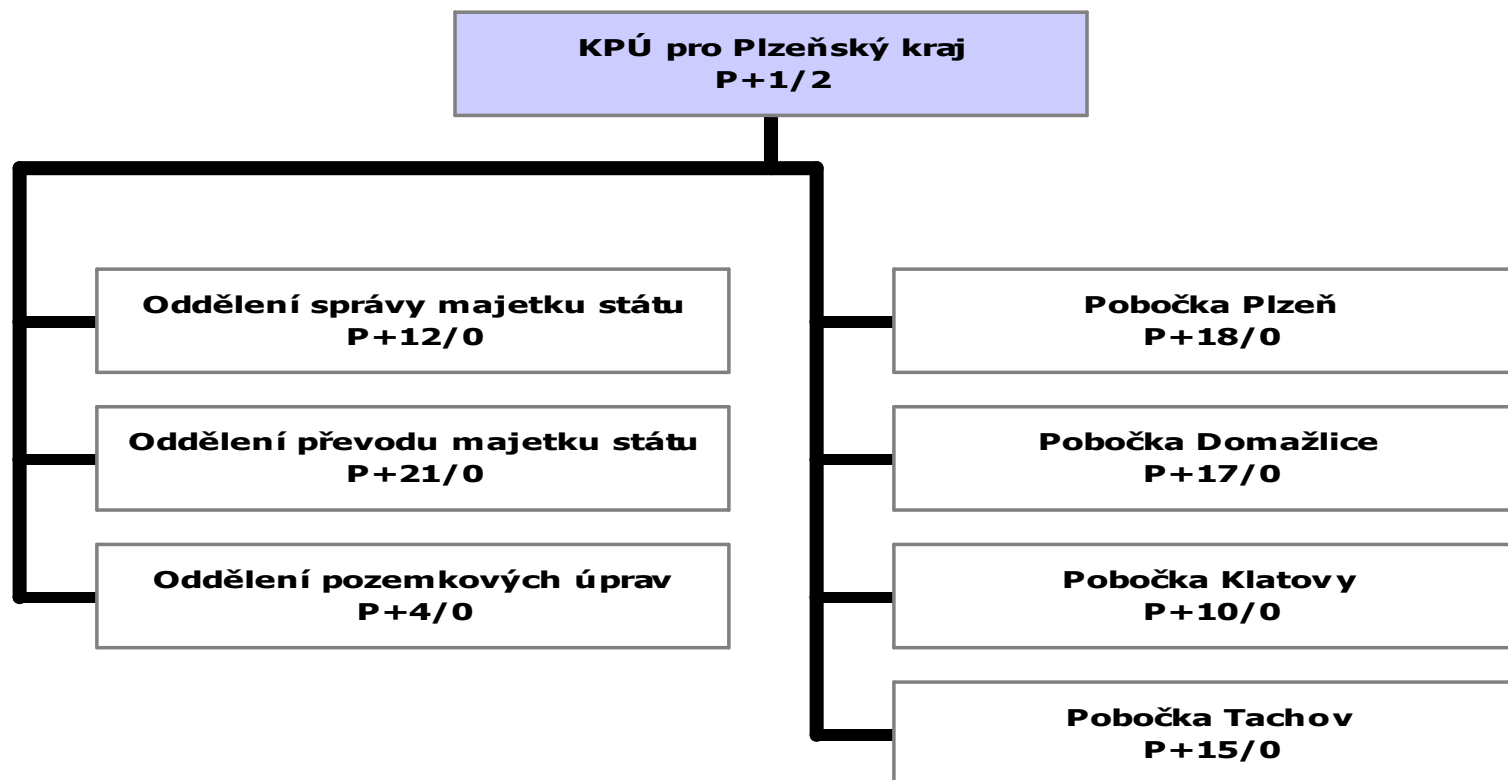 KPÚ pro Plzeňský kraj
P+1/2
Oddělení správy majetku státu
P+12/0
Oddělení převodu majetku státu
P+21/0
Oddělení pozemkových úprav
P+4/0
Pobočka Plzeň
P+18/0
Pobočka Domažlice
P+17/0
Pobočka Klatovy
P+10/0
Pobočka Tachov
P+15/0